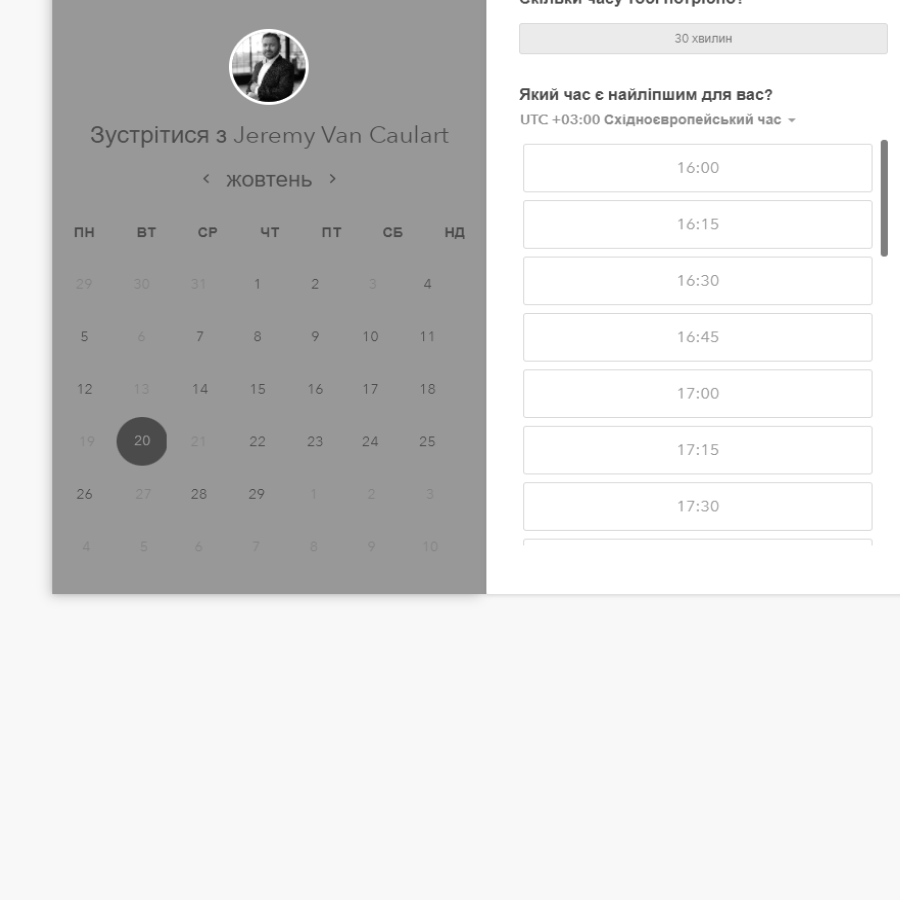 Зустрітися з Jeremy Van Caulart
жовтень
ПН ВТ СР ЧТ ПТ СБ НД
29 30 31 1 2 3 4
5 6 7 8 9 10 11
12 13 14 15 16 17 18
19 20 21 22 23 24 25
26 27 28 29 1 2 3
4 5 6 7 8 9 10
Скільки часу тобі потрібно?
30 хвилин
Який час є найліпшим для вас?
UTC +03:00 Східноєвропейський час
16:00
16:15
16:30
16:45
17:00
17:15
17:30